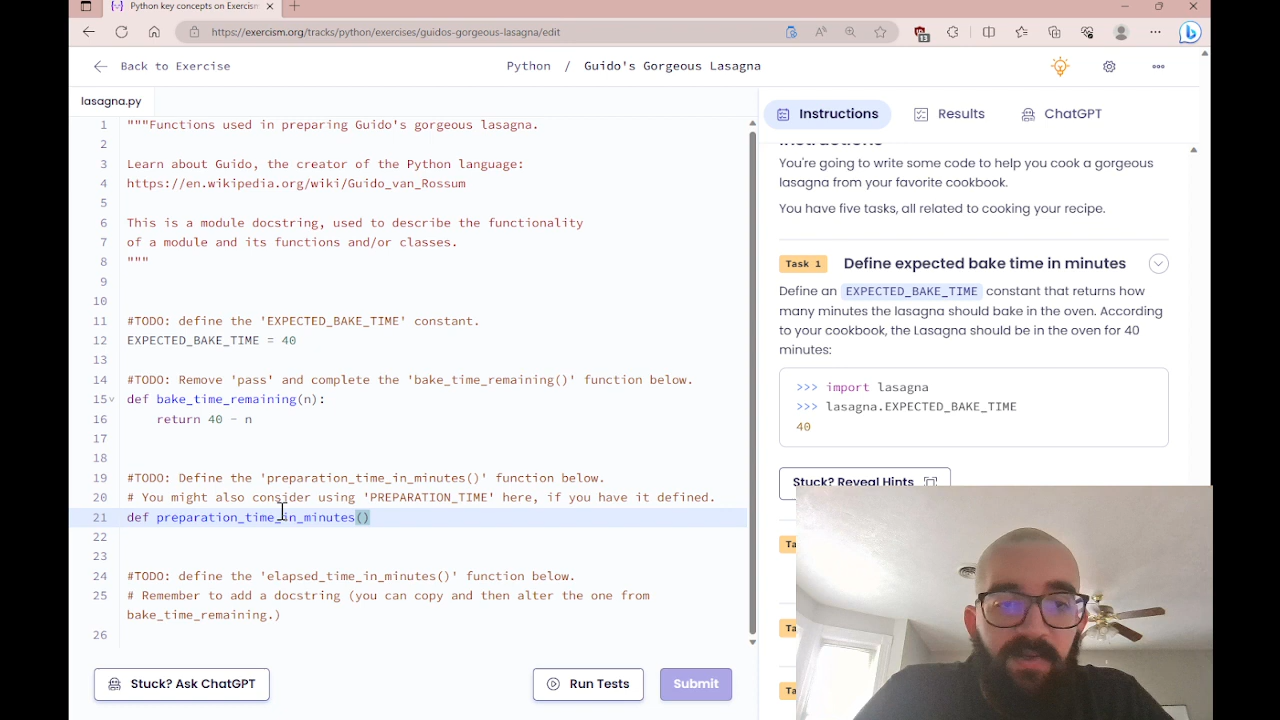 Python key concepts on Exercism
https://exercism.org/tracks/python/exercises/guidos-gorgeous-lasagna/edit
13
Back to Exercise
Python / Guido's Gorgeous Lasagna
lasagna.py
1 """Functions used in preparing Guido's gorgeous lasagna.
2
3 Learn about Guido, the creator of the Python language:
4 https://en.wikipedia.org/wiki/Guido_van_Rossum
5
6 This is a module docstring, used to describe the functionality
7 of a module and its functions and/or classes.
8 """
9
10
11 #TODO: define the 'EXPECTED_BAKE_TIME' constant.
12 EXPECTED_BAKE_TIME = 40
13
14 #TODO: Remove 'pass' and complete the 'bake_time_remaining()' function below.
15 def bake_time_remaining(n):
16 return 40 - n
17
18
19 #TODO: Define the 'preparation_time_in_minutes()' function below.
20 # You might also consider using 'PREPARATION_TIME' here, if you have it defined.
21 def preparation_time_in_minutes()
22
23
24 #TODO: define the 'elapsed_time_in_minutes()' function below.
25 # Remember to add a docstring (you can copy and then alter the one from
bake_time_remaining.)
26
Stuck? Ask ChatGPT
Run Tests
Submit
Instructions
Results
ChatGPT
Instructions
You're going to write some code to help you cook a gorgeous
lasagna from your favorite cookbook.
You have five tasks, all related to cooking your recipe.
Task 1 Define expected bake time in minutes
Define an EXPECTED_BAKE_TIME constant that returns how
many minutes the lasagna should bake in the oven. According
to your cookbook, the Lasagna should be in the oven for 40
minutes:
>>> import lasagna
>>> lasagna.EXPECTED_BAKE_TIME
40
Stuck? Reveal Hints